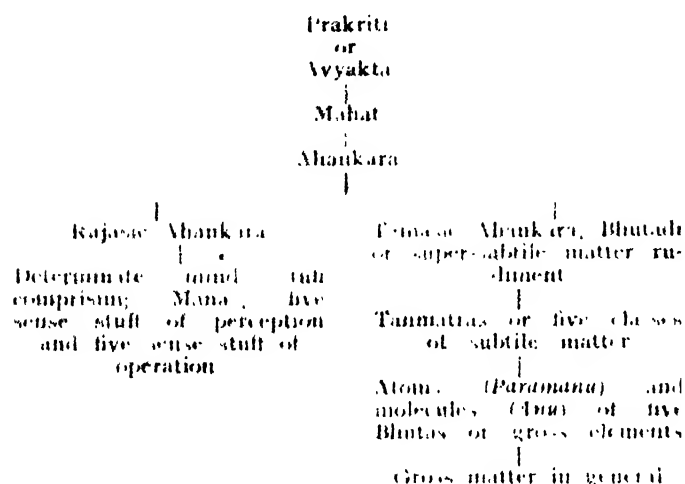 Prakriti
or
Avyakta
Mahat
Ahankara
Rajasac Ahankara
Determinate mind stuff
comprising Manas, five
sense stuff of perception
and five sense stuff of
operation
Tamasac Ahankara, Bhutadi
or super-subtile matter ru-
diment
Tanmatras or five classes
of subtile matter
Atoms (Paramanu) and
molecules (Anu) of five
Bhutas or gross elements
Gross matter in general